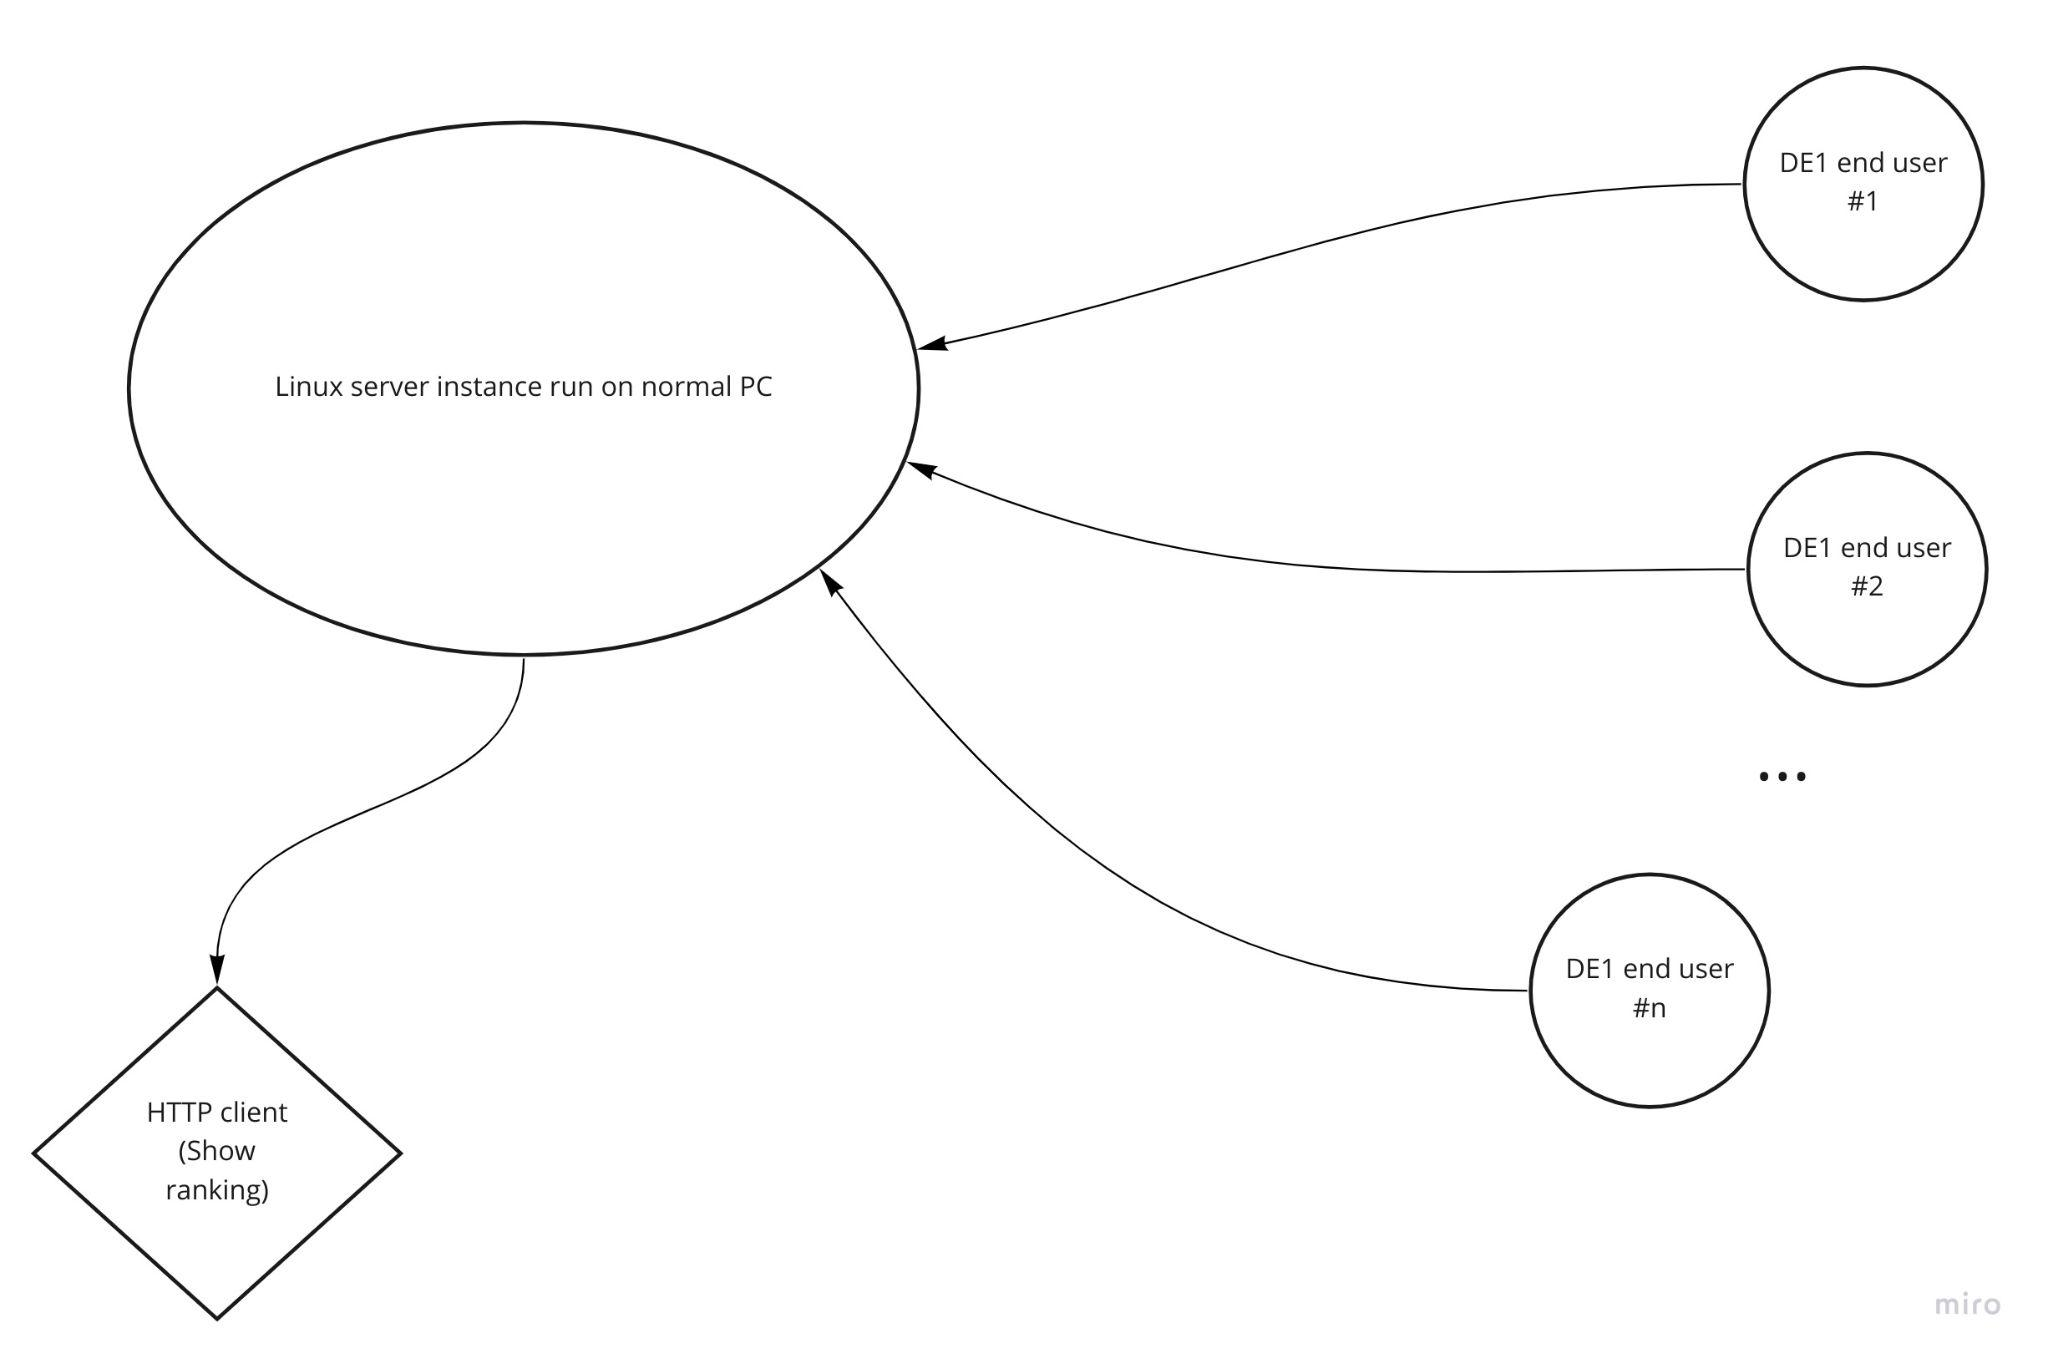 DE1 end user
#1
Linux server instance run on normal PC
DE1 end user
#2
...
DE1 end user
#n
HTTP client
(Show
ranking)
miro